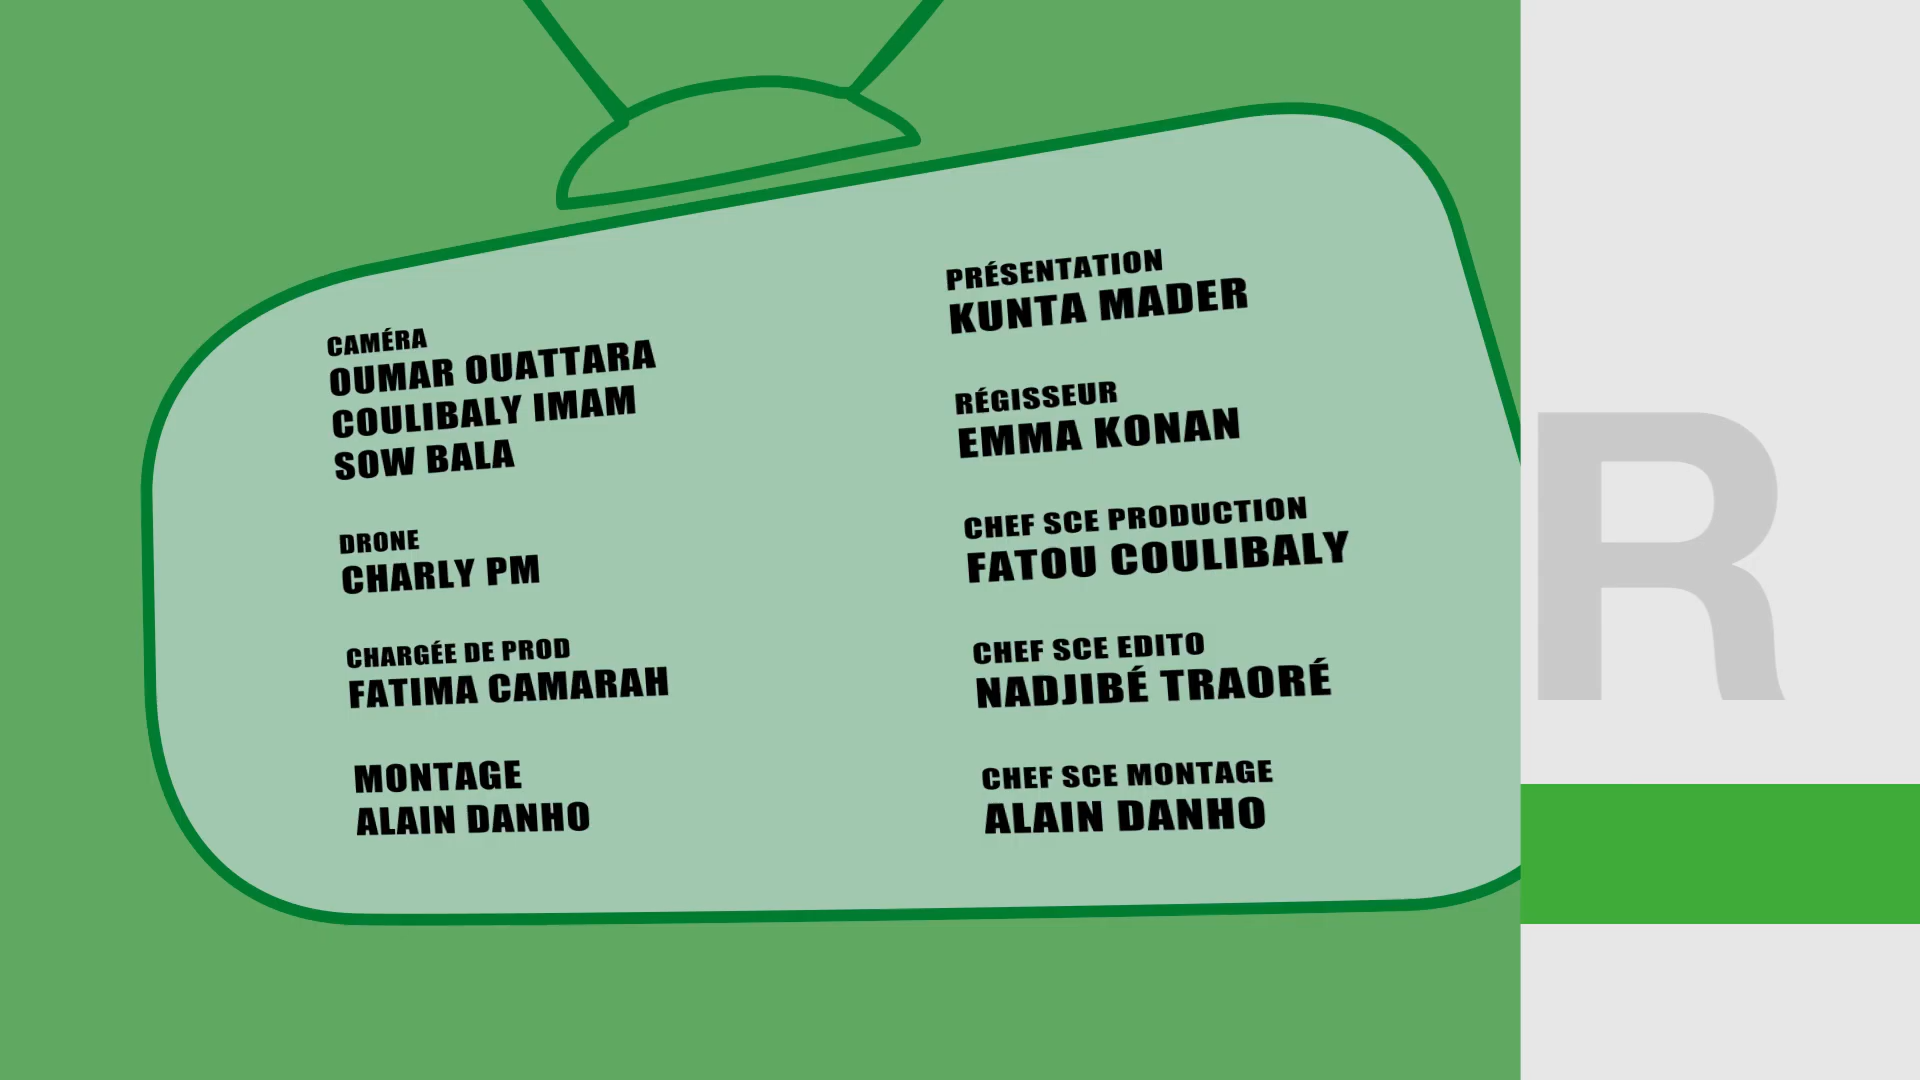 CAMÉRA
OUMAR OUATTARA
COULIBALY IMAM
SOW BALA
DRONE
CHARLY PM
CHARGÉE DE PROD
FATIMA CAMARAH
MONTAGE
ALAIN DANHO
PRÉSENTATION
KUNTA MADER
RÉGISSEUR
EMMA KONAN
CHEF SCE PRODUCTION
FATOU COULIBALY
CHEF SCE EDITO
NADJIBÉ TRAORÉ
CHEF SCE MONTAGE
ALAIN DANHO
R